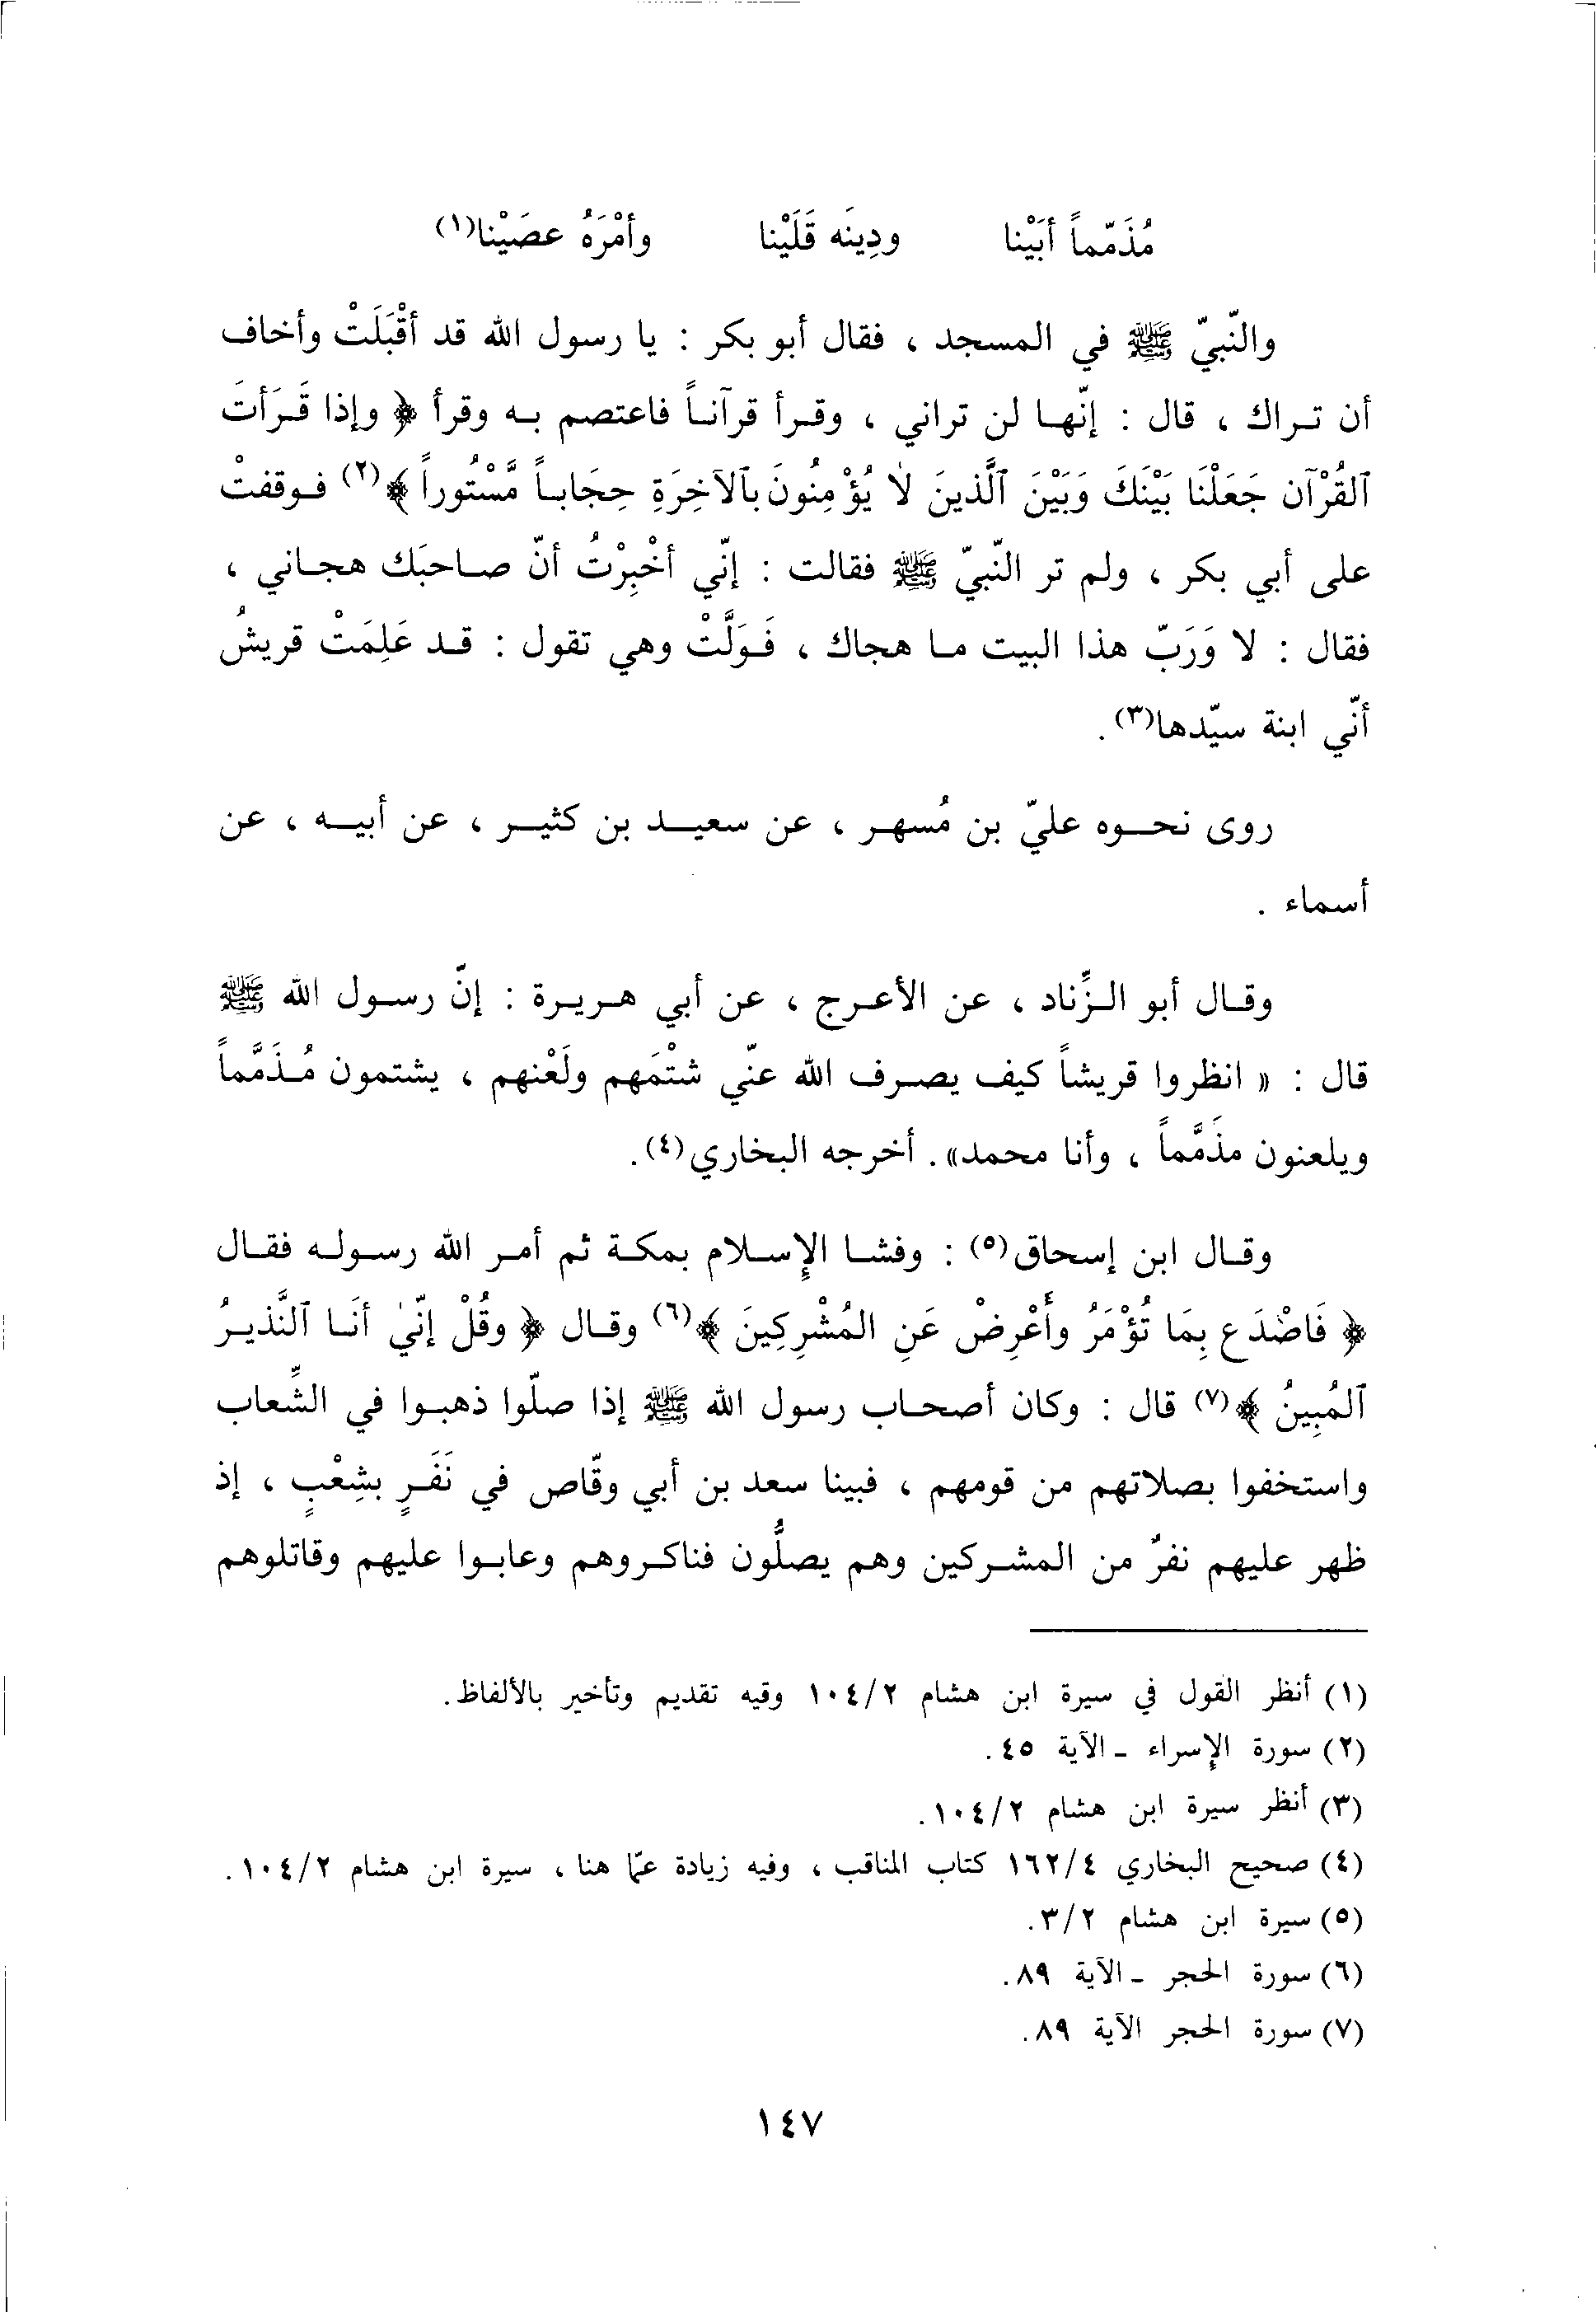 مُذَمّماً أبَيْنا ودِينَه قَلَيْنا وأمْرَهُ عصَيْنا(١)
والنّبيّ ﷺ في المسجد ، فقال أبو بكر : يا رسول الله قد أقْبَلَتْ وأخاف
أن تراك ، قال : إنّها لن تراني ، وقرأ قرآناً فاعتصم به وقرأ ﴿ وإذا قَرَأتَ
ٱلقُرْآن جَعَلْنَا بَيْنَكَ وَبَيْنَ ٱلَّذينَ لاٰ يُؤْمِنُونَ بٱلآخِرَةِ حِجَاباً مَّسْتُوراً ﴾(٢) فوقفتْ
على أبي بكر ، ولم تر النّبيّ ﷺ فقالت : إنّي أخْبِرْتُ أنّ صاحبَك هجاني ،
فقال : لا وَرَبّ هذا البيت ما هجاك ، فَوَلَّتْ وهي تقول : قد عَلِمَتْ قريشُ
أنّي ابنة سيّدها(٣) .
روى نحوه عليّ بن مُسهر ، عن سعيد بن كثير ، عن أبيه ، عن
أسماء .
وقال أبو الزِّناد ، عن الأعرج ، عن أبي هريرة : إنّ رسول الله ﷺ
قال : « انظروا قريشاً كيف يصرف الله عنّي شتْمَهم ولَعْنهم ، يشتمون مُذَمَّماً
ويلعنون مذَمَّماً ، وأنا محمد» . أخرجه البخاري(٤).
وقال ابن إسحاق(٥) : وفشا الإسلام بمكة ثم أمر الله رسوله فقال
﴿ فَاصْدَع بِمَا تُؤْمَرُ وأَعْرِضْ عَنِ المُشْرِكِينَ ﴾(٦) وقال ﴿ وقُلْ إنّيٰ أنَا ٱلنَّذيرُ
ٱلمُبِينُ ﴾(٧) قال : وكان أصحاب رسول الله ﷺ إذا صلّوا ذهبوا في الشِّعاب
واستخفوا بصلاتهم من قومهم ، فبينا سعد بن أبي وقّاص في نَفَرٍ بشِعْبٍ ، إذ
ظهر عليهم نفرُ من المشركين وهم يصلُّون فناكروهم وعابوا عليهم وقاتلوهم
(١) أنظر القول في سيرة ابن هشام ١٠٤/٢ وقيه تقديم وتأخير بالألفاظ.
(٢) سورة الإسراء - الآية ٤٥.
(٣) أنظر سيرة ابن هشام ١٠٤/٢.
(٤) صحيح البخاري ١٦٢/٤ كتاب المناقب ، وفيه زيادة عمّا هنا ، سيرة ابن هشام ١٠٤/٢.
(٥) سيرة ابن هشام ٣/٢.
(٦) سورة الحجر - الآية ٨٩.
(٧) سورة الحجر الآية ٨٩.
١٤٧